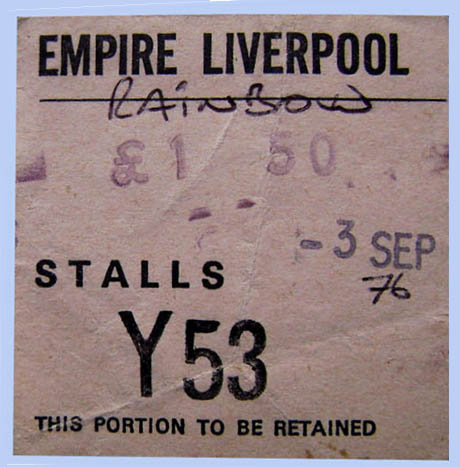 EMPIRE LIVERPOOL
RAINBOW
£1 50
- 3 SEP
76
STALLS
Y53
THIS PORTION TO BE RETAINED